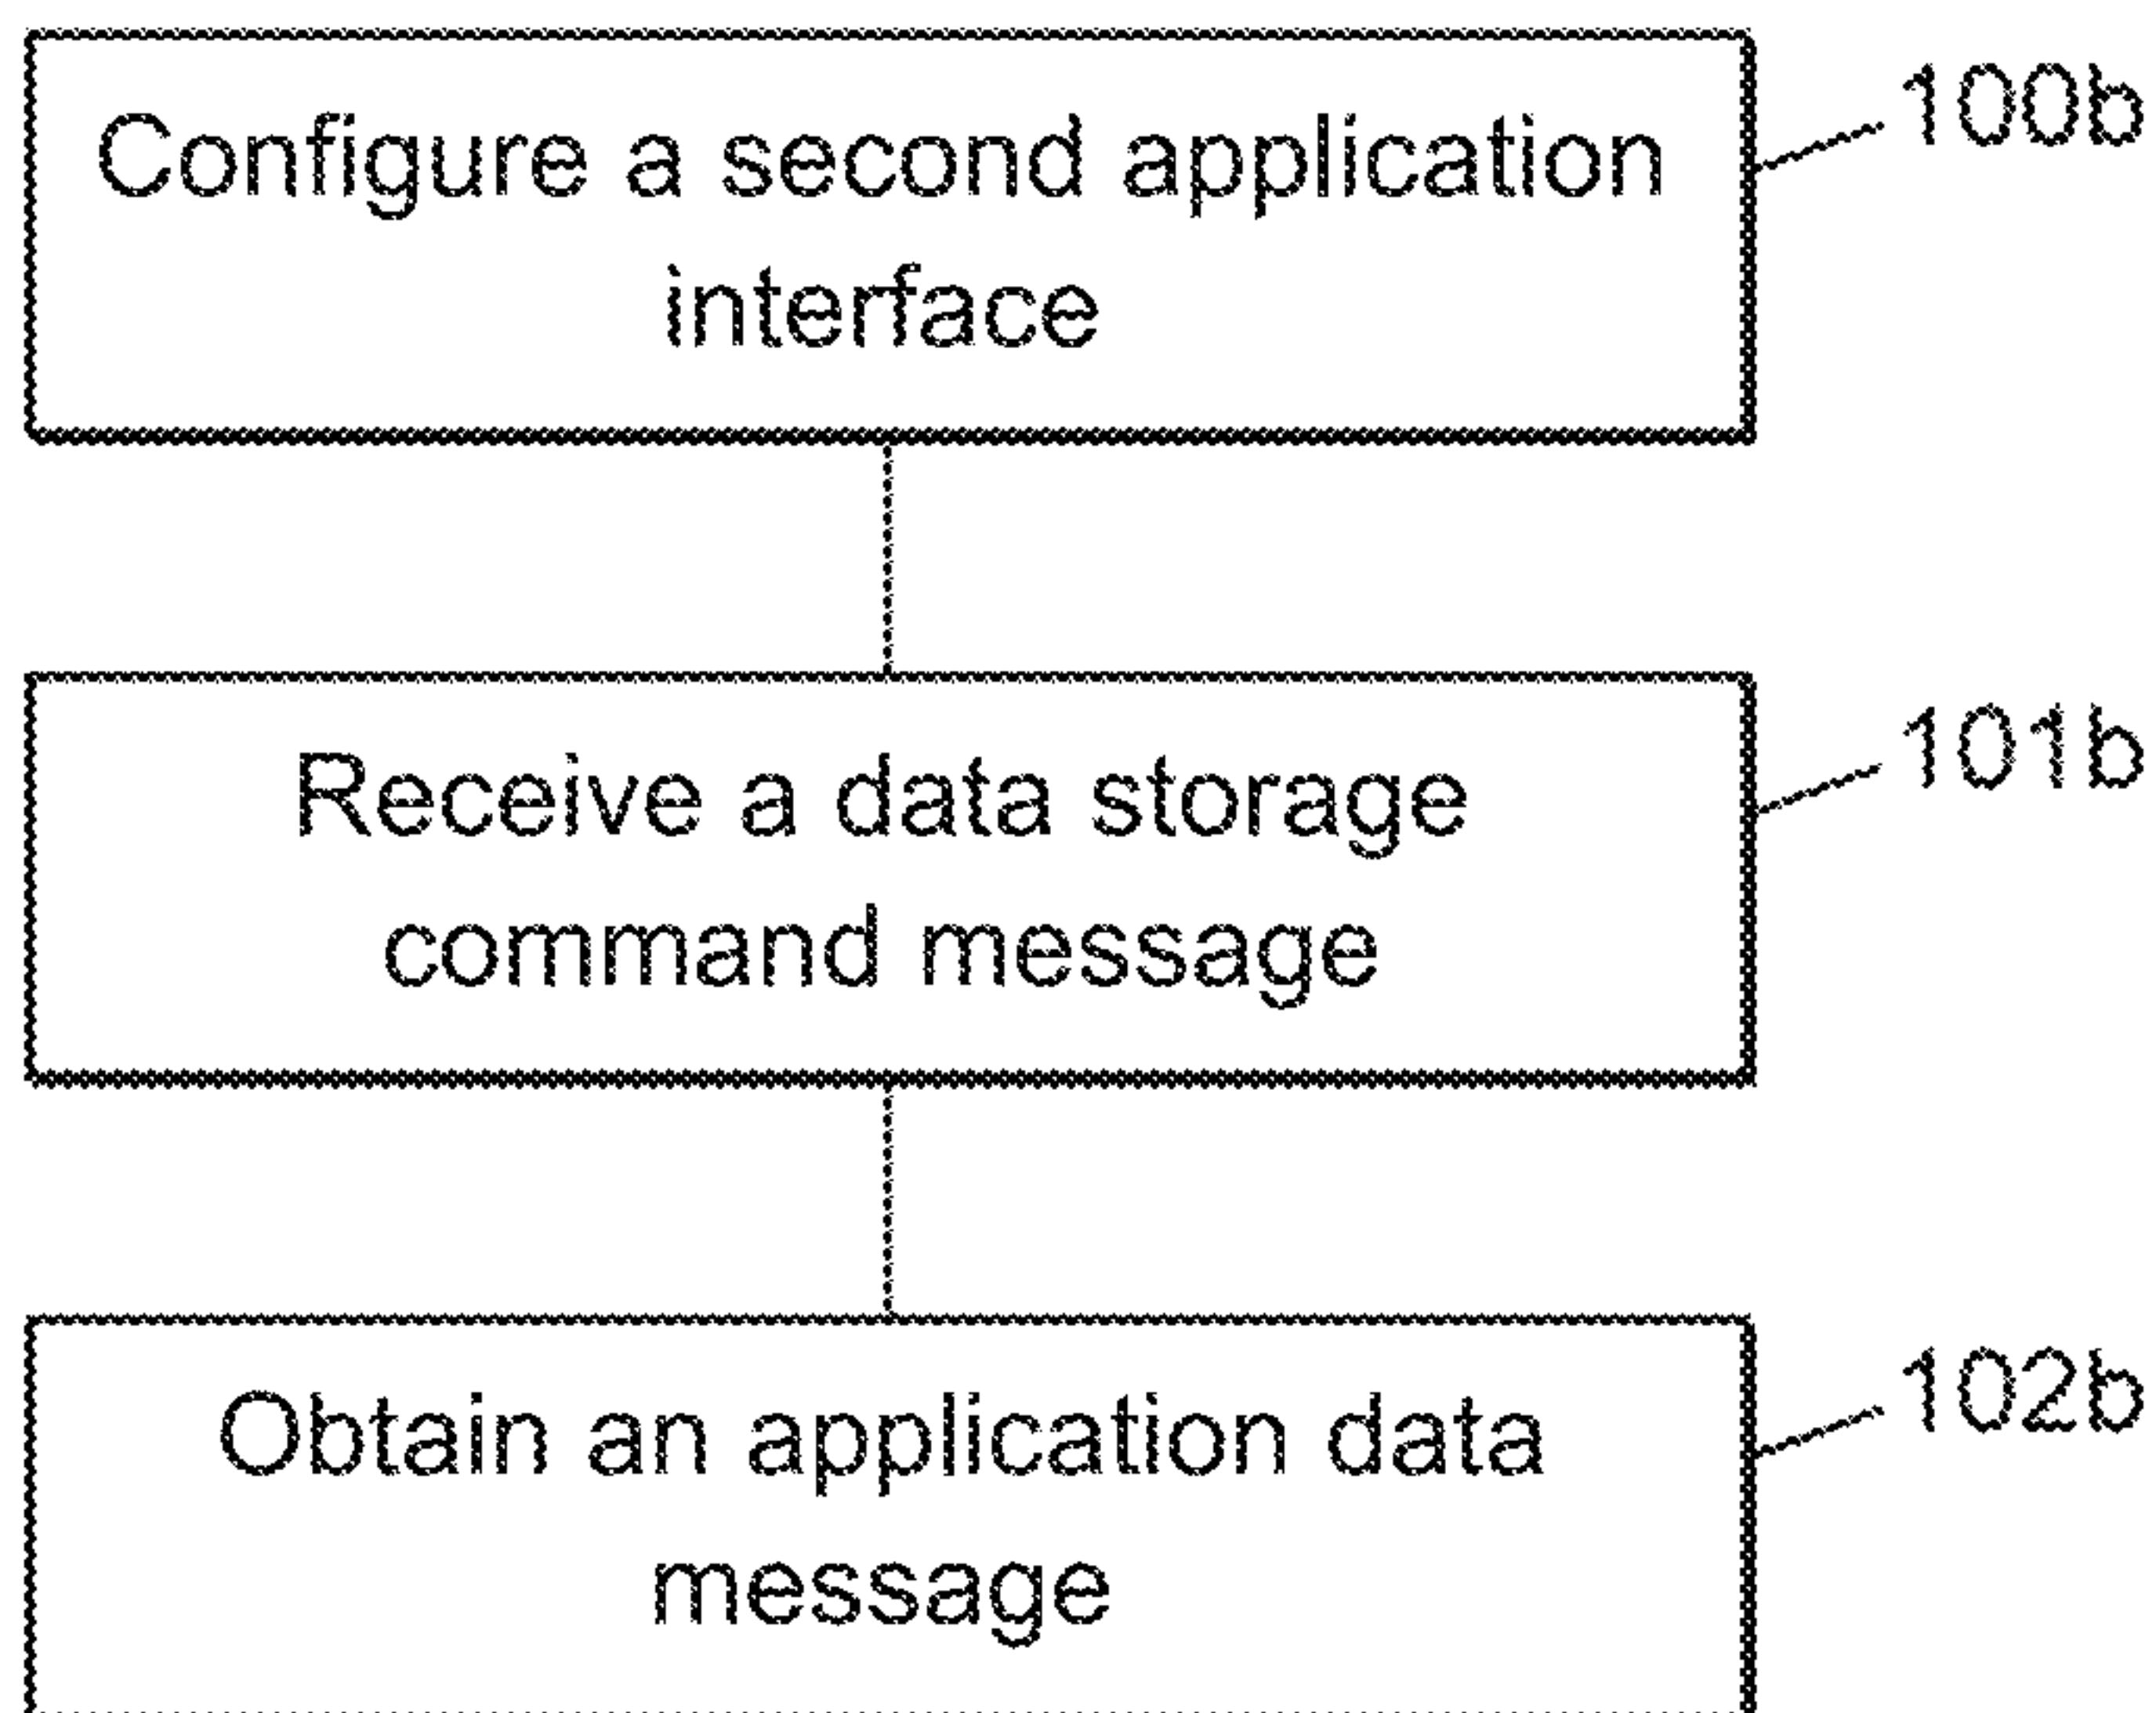 Configure a second application
interface
100b
Receive a data storage
command message
101b
Obtain an application data
message
102b